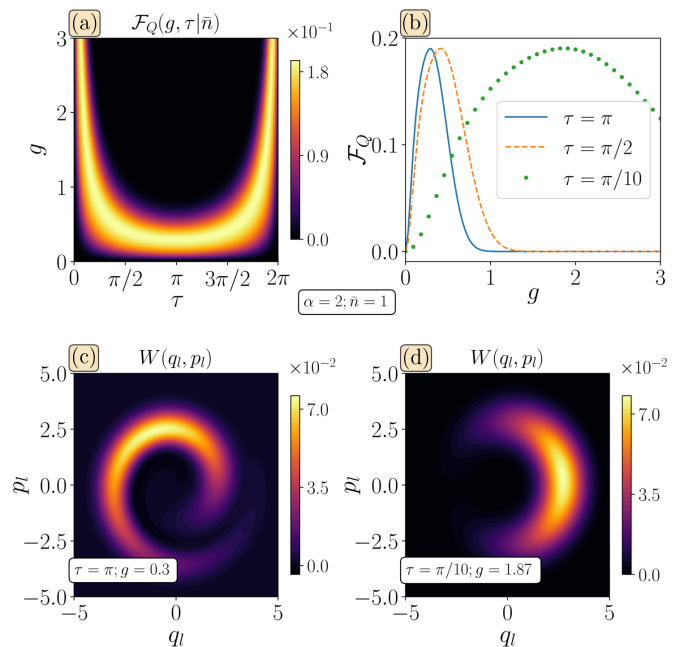 (a) F_Q(g, τ|n̄)
×10⁻¹
3
2
1
0
g
1.8
0.9
0.0
0 π/2 π 3π/2 2π
τ
(b)
0.2
0.1
0.0
F_Q
τ = π
τ = π/2
τ = π/10
0 1 2 3
g
α = 2; n̄ = 1
(c) W(q_l, p_l)
×10⁻²
5.0
2.5
0.0
−2.5
−5.0
p_l
7.0
3.5
0.0
τ = π; g = 0.3
−5 0 5
q_l
(d) W(q_l, p_l)
×10⁻²
5.0
2.5
0.0
−2.5
−5.0
p_l
7.0
3.5
0.0
τ = π/10; g = 1.87
−5 0 5
q_l